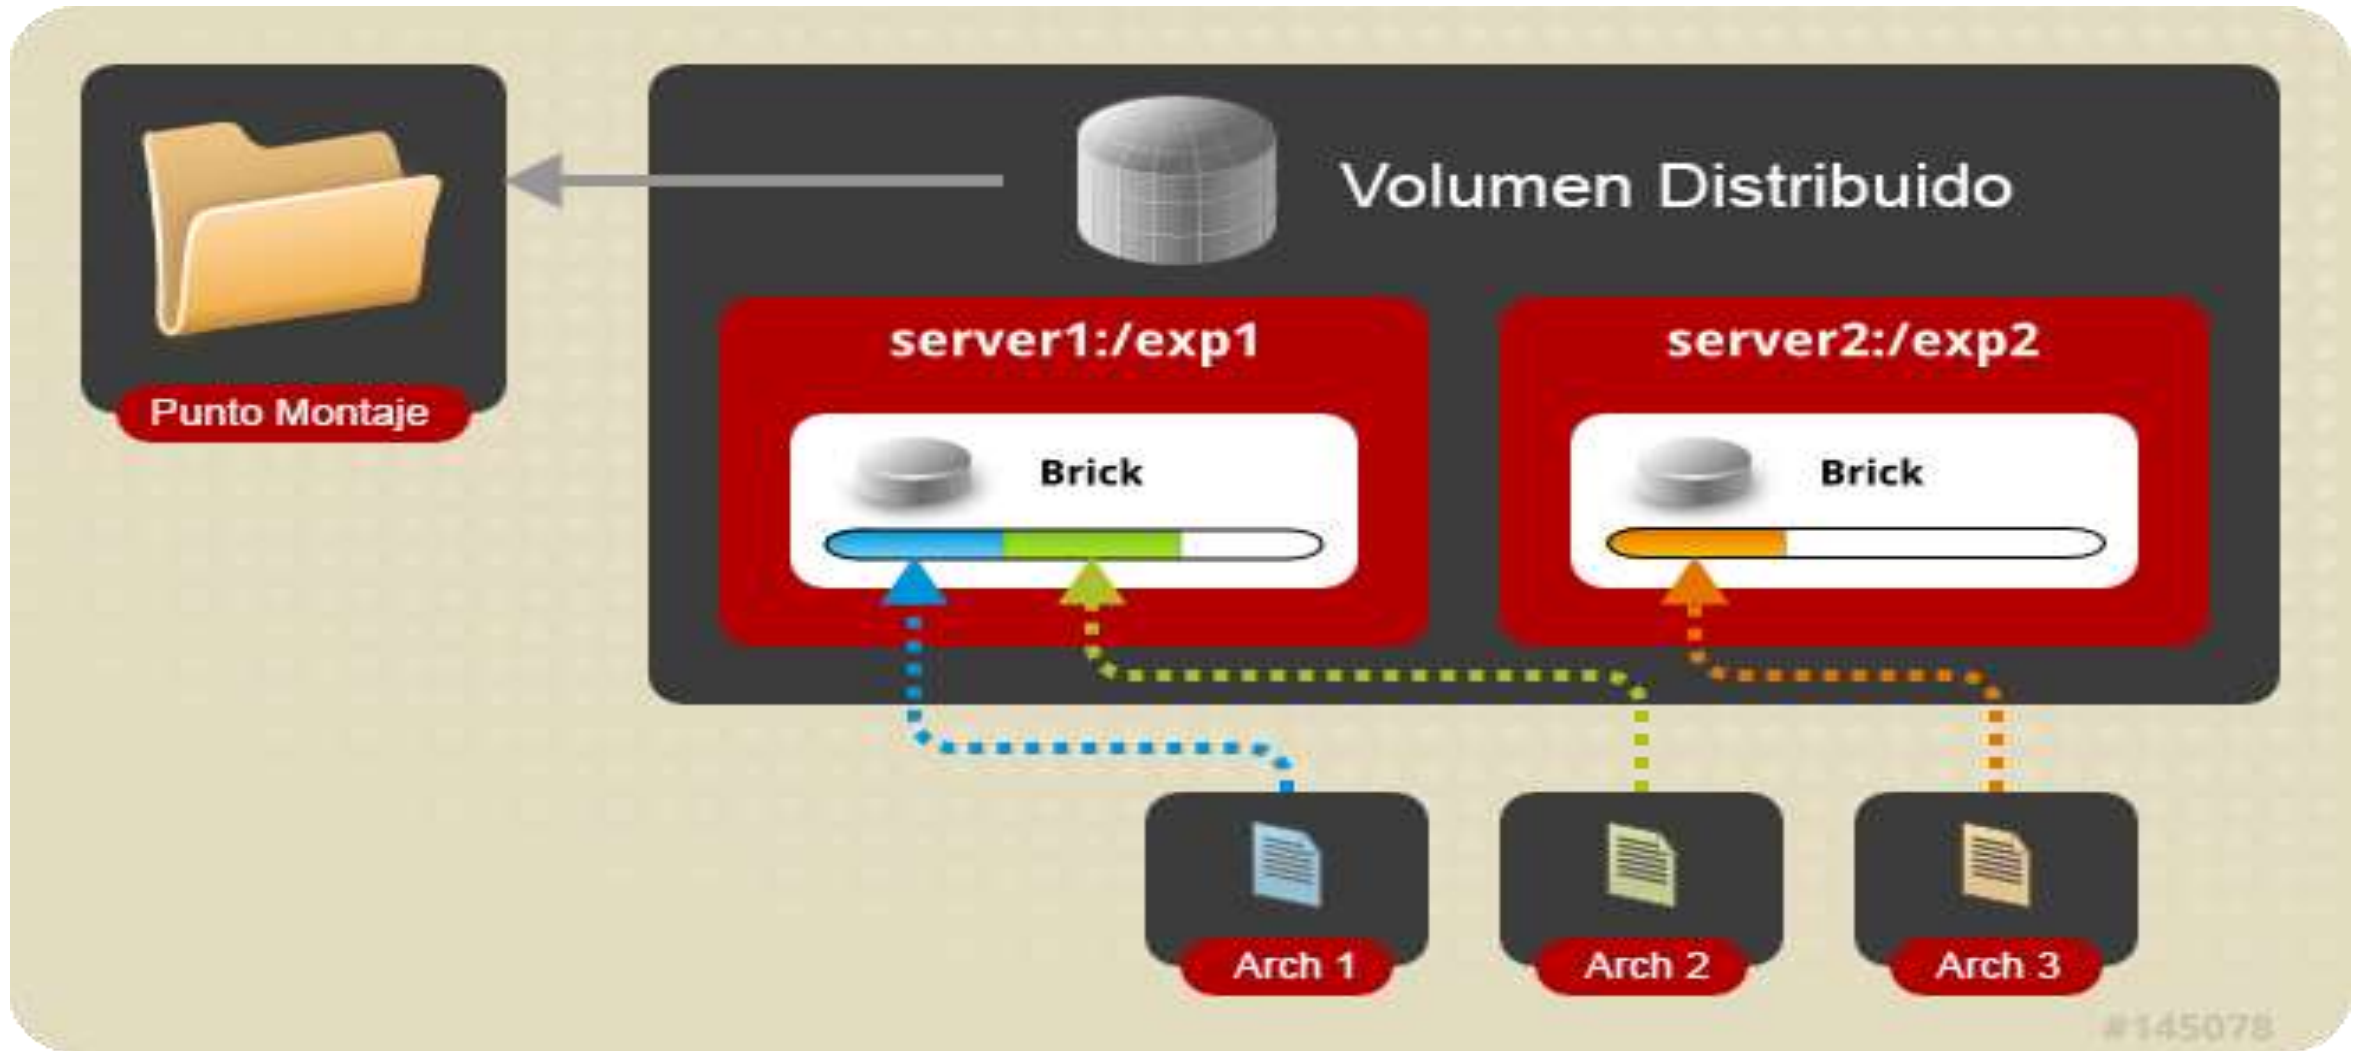 Volumen Distribuido
Punto Montaje
server1:/exp1
server2:/exp2
Brick
Brick
Arch 1
Arch 2
Arch 3
#145078